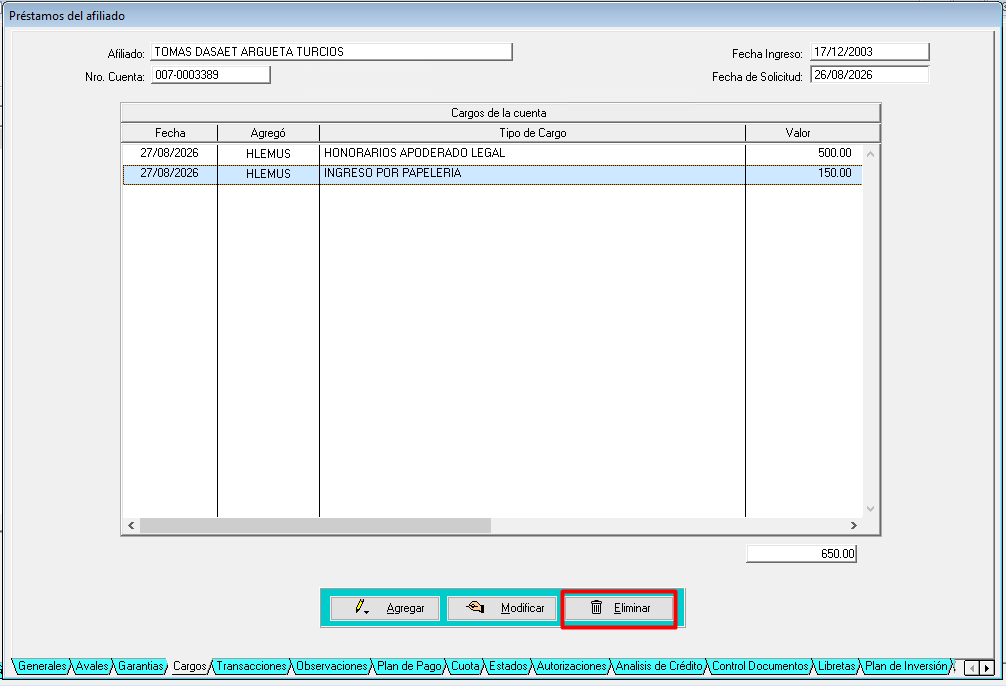 Préstamos del afiliado
Afiliado: TOMAS DASAET ARGUETA TURCIOS Fecha Ingreso: 17/12/2003
Nro. Cuenta: 007-0003389 Fecha de Solicitud: 26/08/2026
Cargos de la cuenta
Fecha Agregó Tipo de Cargo Valor
27/08/2026 HLEMUS HONORARIOS APODERADO LEGAL 500.00
27/08/2026 HLEMUS INGRESO POR PAPELERIA 150.00
650.00
Agregar Modificar Eliminar
Generales Avales Garantias Cargos Transacciones Observaciones Plan de Pago Cuota Estados Autorizaciones Analisis de Crédito Control Documentos Libretas Plan de Inversión